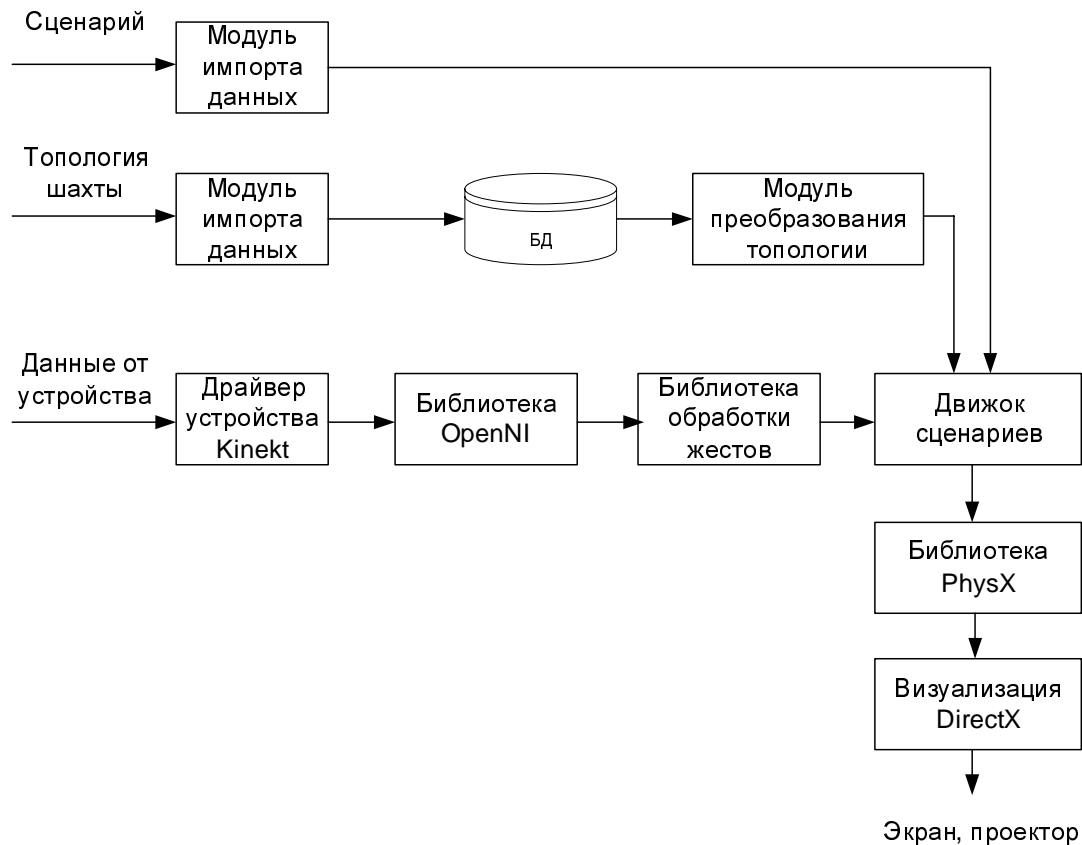 Сценарий
Модуль
импорта
данных
Топология
шахты
Модуль
импорта
данных
БД
Модуль
преобразования
топологии
Данные от
устройства
Драйвер
устройства
Kinekt
Библиотека
OpenNI
Библиотека
обработки
жестов
Движок
сценариев
Библиотека
PhysX
Визуализация
DirectX
Экран, проектор